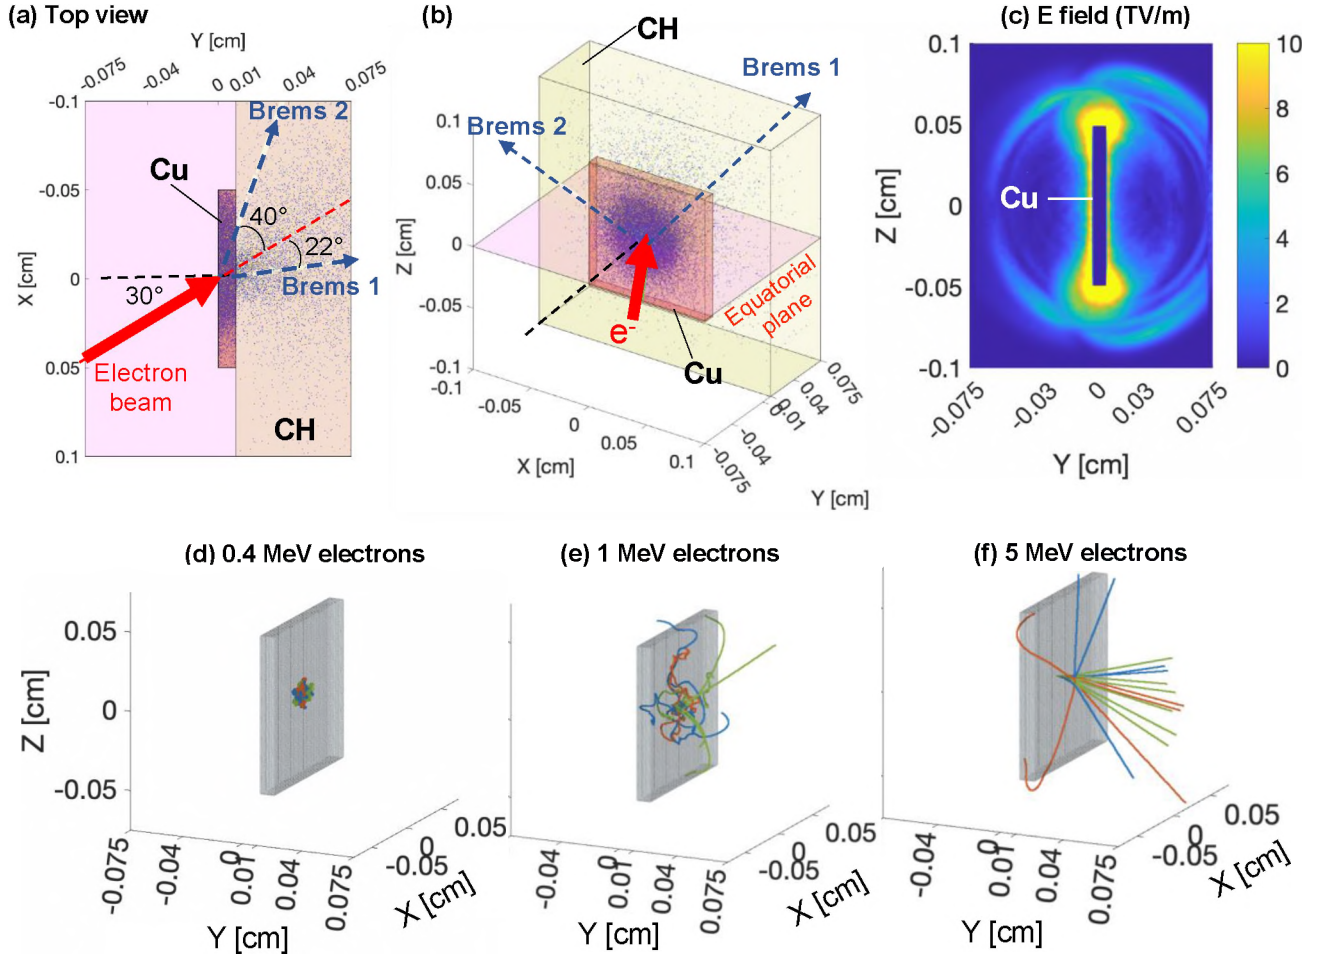 (a) Top view
Y [cm]
-0.075
-0.04
0
0.01
0.04
0.075
-0.1
-0.05
0
0.05
0.1
X [cm]
Brems 2
Cu
40°
22°
Brems 1
30°
Electron
beam
CH
(b)
CH
Brems 1
Brems 2
0.1
0.05
0
-0.05
-0.1
Z [cm]
Equatorial
plane
e-
Cu
-0.1
-0.05
0
0.05
0.1
X [cm]
-0.075
-0.04
0
0.01
0.04
0.075
Y [cm]
(c) E field (TV/m)
0.1
0.05
0
-0.05
-0.1
Z [cm]
Cu
-0.075
-0.03
0
0.03
0.075
Y [cm]
10
8
6
4
2
0
(d) 0.4 MeV electrons
0.05
0
-0.05
Z [cm]
-0.075
-0.04
0
0.01
0.04
0.075
Y [cm]
-0.05
0
0.05
X [cm]
(e) 1 MeV electrons
-0.075
-0.04
0
0.01
0.04
0.075
Y [cm]
-0.05
0
0.05
X [cm]
(f) 5 MeV electrons
-0.04
0
0.01
0.04
0.075
Y [cm]
-0.05
0
0.05
X [cm]